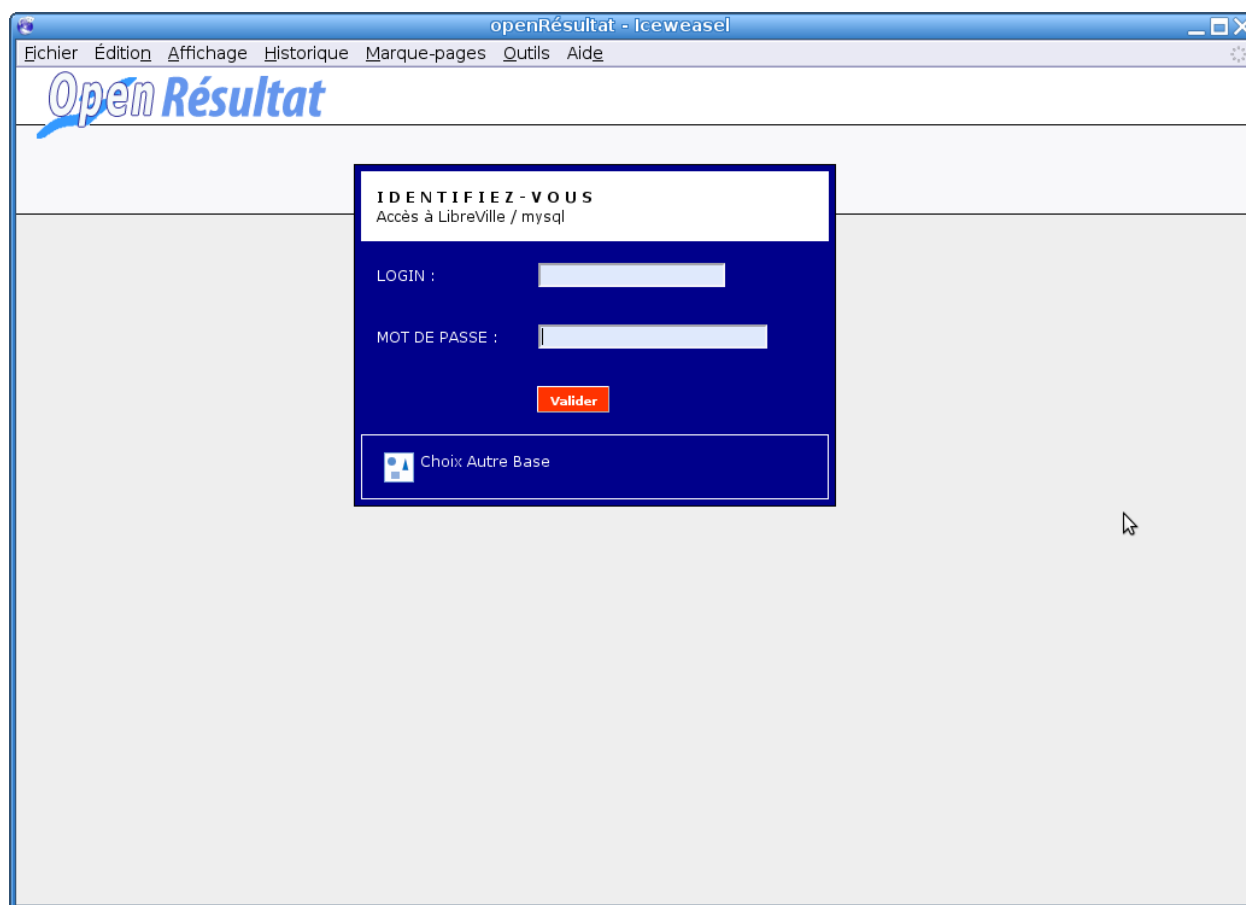 openRésultat - Iceweasel
Fichier Édition Affichage Historique Marque-pages Outils Aide
Open Résultat
IDENTIFIEZ-VOUS
Accès à LibreVille / mysql
LOGIN :
MOT DE PASSE :
Valider
Choix Autre Base